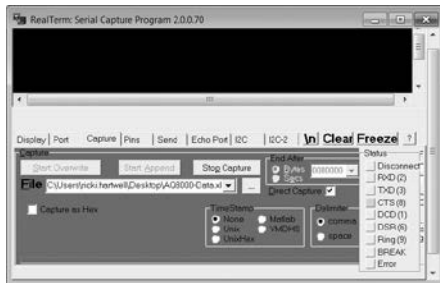 RealTerm: Serial Capture Program 2.0.0.70
Display Port Capture Pins Send Echo Port I2C I2C-2 \n Clear Freeze ?
Capture
Start Overwrite Start Append Stop Capture
End After
Bytes 0080000
Secs
File C:\Users\ricki.hartwell\Desktop\AQ8000-Data.xl ...
Direct Capture
Capture as Hex
TimeStamp
None Matlab
Unix YMDHS
UnixHex
Delimiter
comma
space
Status
Disconnect
RXD (2)
TXD (3)
CTS (8)
DCD (1)
DSR (6)
Ring (9)
BREAK
Error